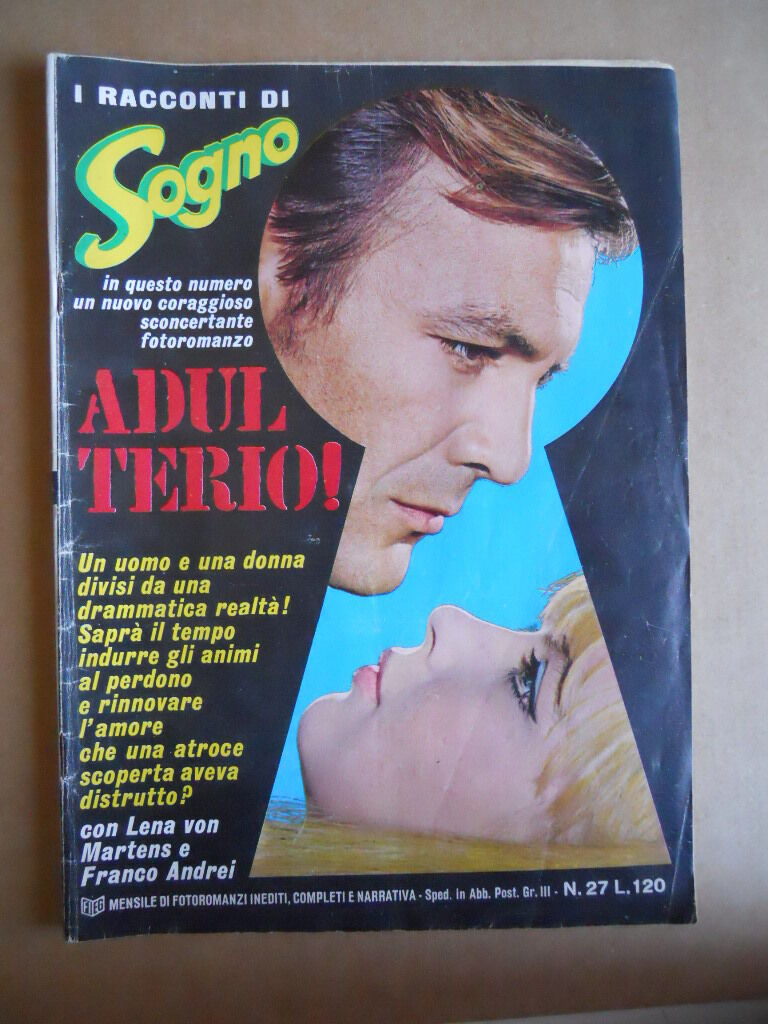 I RACCONTI DI
Sogno
in questo numero
un nuovo coraggioso
sconcertante
fotoromanzo
ADUL
TERIO!
Un uomo e una donna
divisi da una
drammatica realtà!
Saprà il tempo
indurre gli animi
al perdono
e rinnovare
l'amore
che una atroce
scoperta aveva
distrutto?
con Lena von
Martens e
Franco Andrei
MENSILE DI FOTOROMANZI INEDITI, COMPLETI E NARRATIVA - Sped. in Abb. Post. Gr. III - N. 27 L. 120